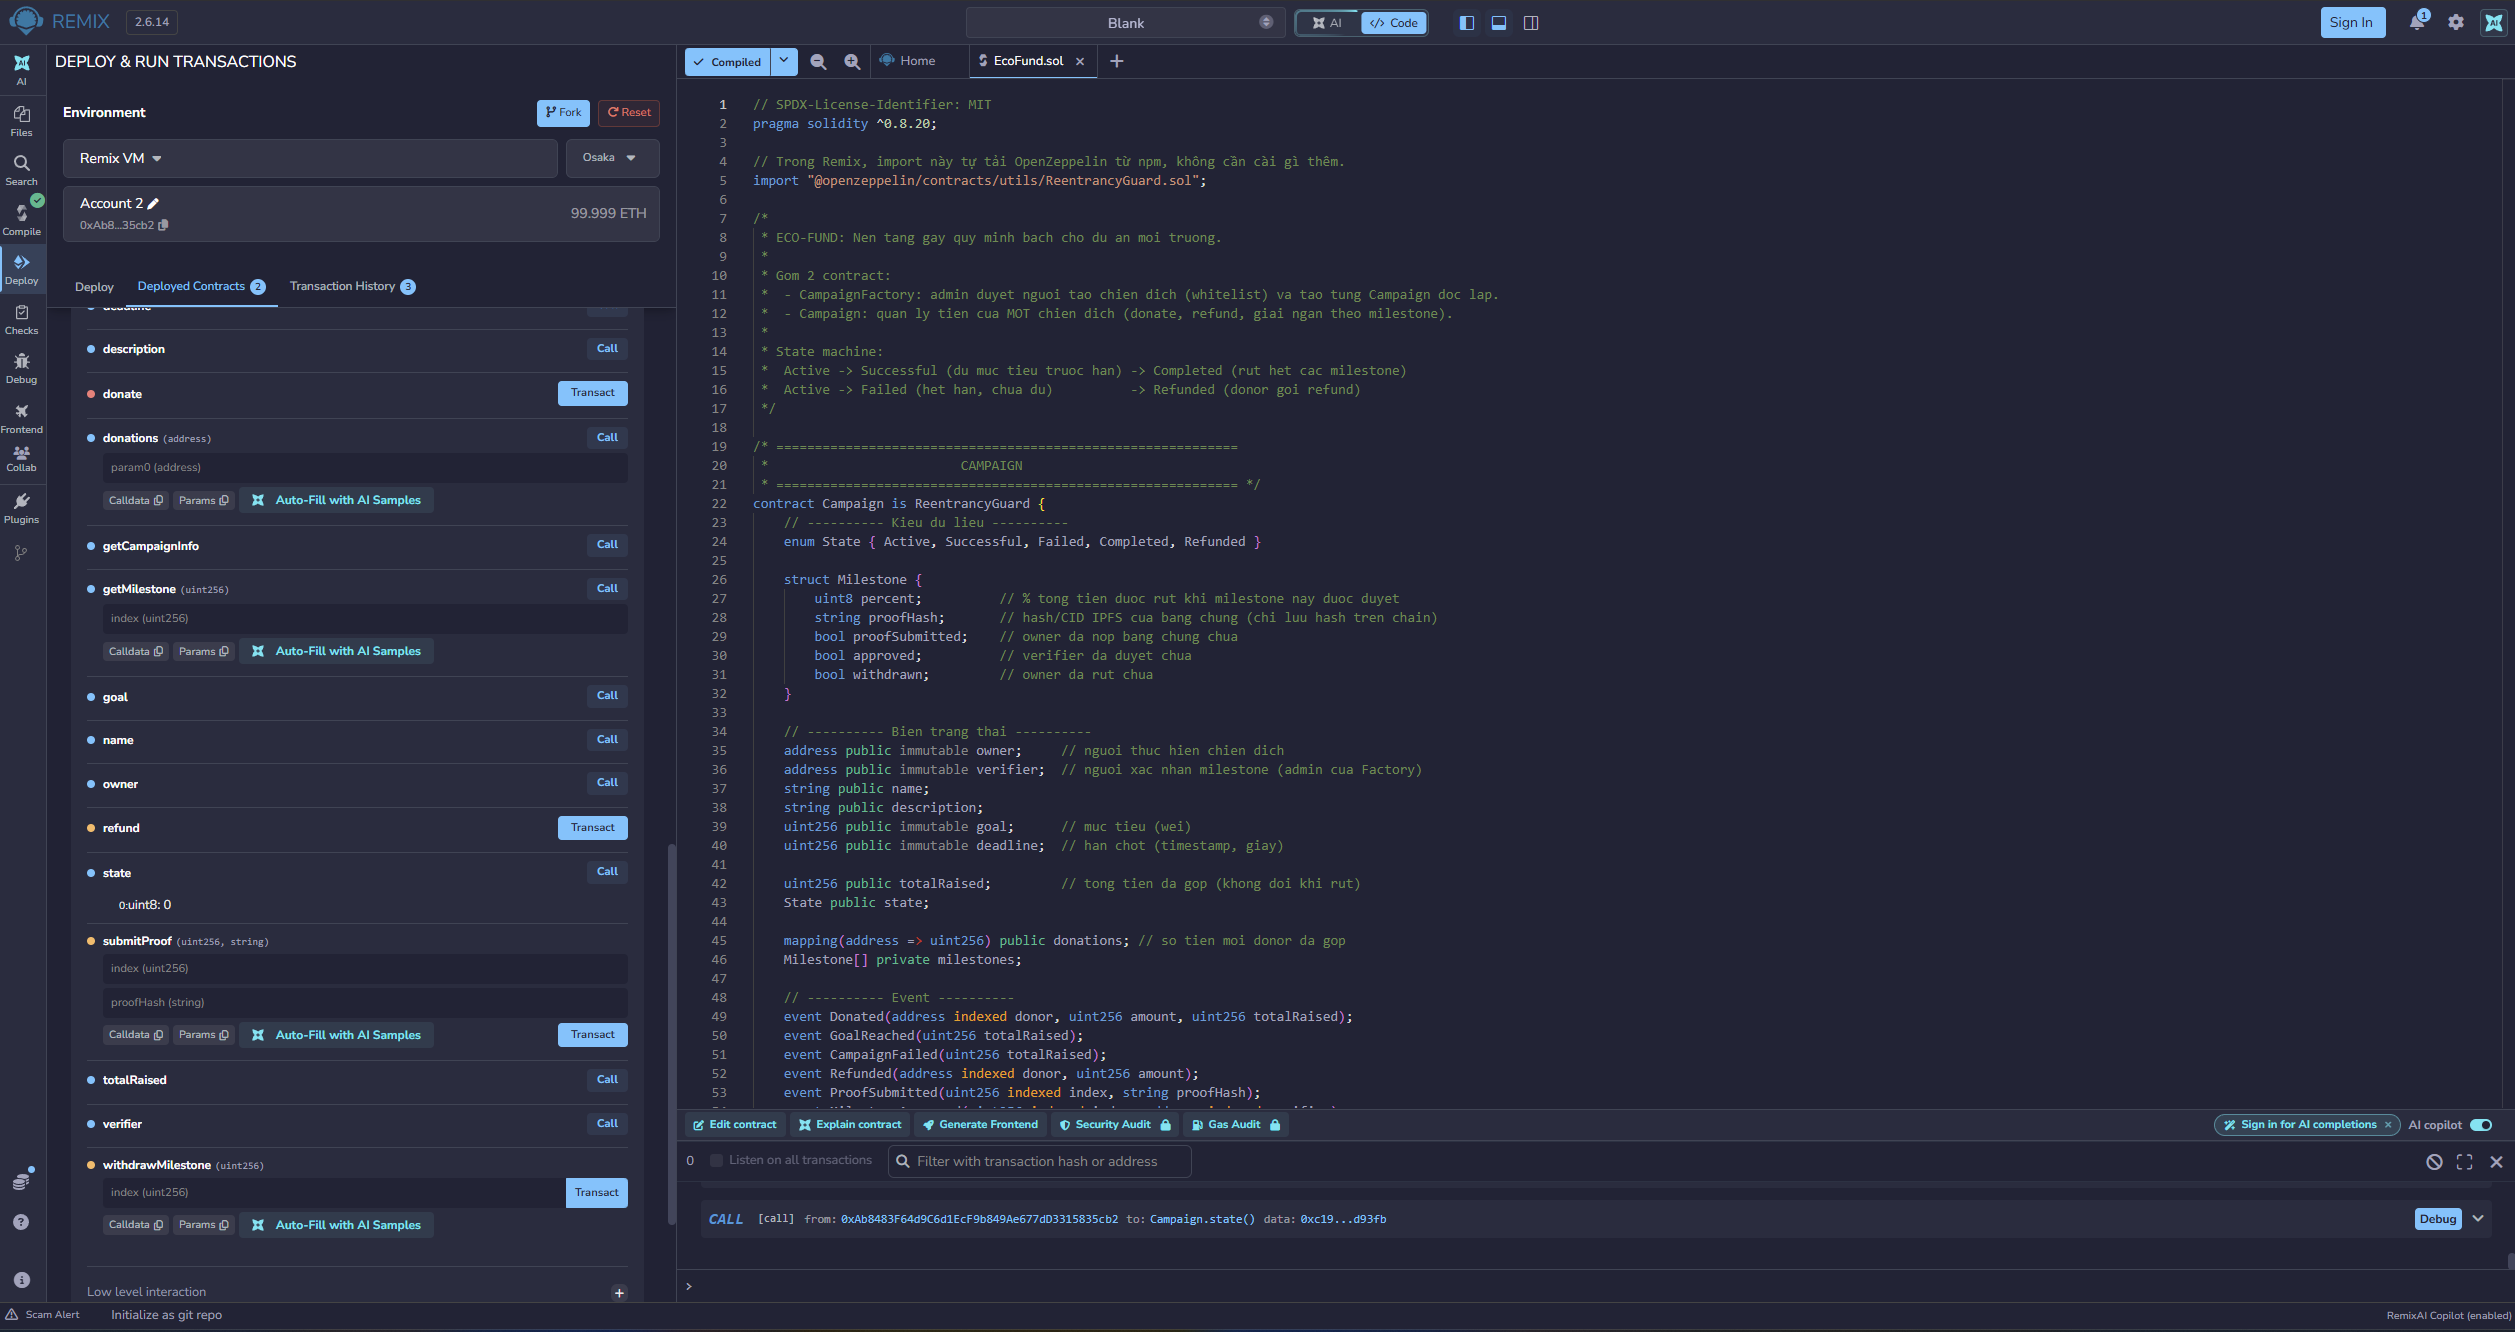 REMIX
2.6.14
Blank
AI
Code
Sign In
1
AI
DEPLOY & RUN TRANSACTIONS
AI
Files
Search
Compile
Deploy
Checks
Debug
Frontend
Collab
Plugins
Environment
Fork
Reset
Remix VM
Osaka
Account 2
0xAb8...35cb2
99.999 ETH
Deploy
Deployed Contracts 2
Transaction History 3
deadline
description
Call
donate
Transact
donations (address)
Call
param0 (address)
Calldata
Params
Auto-Fill with AI Samples
getCampaignInfo
Call
getMilestone (uint256)
Call
index (uint256)
Calldata
Params
Auto-Fill with AI Samples
goal
Call
name
Call
owner
Call
refund
Transact
state
Call
0:uint8: 0
submitProof (uint256, string)
index (uint256)
proofHash (string)
Calldata
Params
Auto-Fill with AI Samples
Transact
totalRaised
Call
verifier
Call
withdrawMilestone (uint256)
index (uint256)
Transact
Calldata
Params
Auto-Fill with AI Samples
Low level interaction
Compiled
Home
EcoFund.sol
1 // SPDX-License-Identifier: MIT
2 pragma solidity ^0.8.20;
3
4 // Trong Remix, import này tự tải OpenZeppelin từ npm, không cần cài gì thêm.
5 import "@openzeppelin/contracts/utils/ReentrancyGuard.sol";
6
7 /*
8 * ECO-FUND: Nen tang gay quy minh bach cho du an moi truong.
9 *
10 * Gom 2 contract:
11 * - CampaignFactory: admin duyet nguoi tao chien dich (whitelist) va tao tung Campaign doc lap.
12 * - Campaign: quan ly tien cua MOT chien dich (donate, refund, giai ngan theo milestone).
13 *
14 * State machine:
15 * Active -> Successful (du muc tieu truoc han) -> Completed (rut het cac milestone)
16 * Active -> Failed (het han, chua du) -> Refunded (donor goi refund)
17 */
18
19 /* ============================================================
20 * CAMPAIGN
21 * ============================================================ */
22 contract Campaign is ReentrancyGuard {
23 // ---------- Kieu du lieu ----------
24 enum State { Active, Successful, Failed, Completed, Refunded }
25
26 struct Milestone {
27 uint8 percent; // % tong tien duoc rut khi milestone nay duoc duyet
28 string proofHash; // hash/CID IPFS cua bang chung (chi luu hash tren chain)
29 bool proofSubmitted; // owner da nop bang chung chua
30 bool approved; // verifier da duyet chua
31 bool withdrawn; // owner da rut chua
32 }
33
34 // ---------- Bien trang thai ----------
35 address public immutable owner; // nguoi thuc hien chien dich
36 address public immutable verifier; // nguoi xac nhan milestone (admin cua Factory)
37 string public name;
38 string public description;
39 uint256 public immutable goal; // muc tieu (wei)
40 uint256 public immutable deadline; // han chot (timestamp, giay)
41
42 uint256 public totalRaised; // tong tien da gop (khong doi khi rut)
43 State public state;
44
45 mapping(address => uint256) public donations; // so tien moi donor da gop
46 Milestone[] private milestones;
47
48 // ---------- Event ----------
49 event Donated(address indexed donor, uint256 amount, uint256 totalRaised);
50 event GoalReached(uint256 totalRaised);
51 event CampaignFailed(uint256 totalRaised);
52 event Refunded(address indexed donor, uint256 amount);
53 event ProofSubmitted(uint256 indexed index, string proofHash);
Edit contract
Explain contract
Generate Frontend
Security Audit
Gas Audit
Sign in for AI completions ×
AI copilot
0
Listen on all transactions
Filter with transaction hash or address
CALL [call] from: 0xAb8483F64d9C6d1EcF9b849Ae677dD3315835cb2 to: Campaign.state() data: 0xc19...d93fb
Debug
>
Scam Alert
Initialize as git repo
RemixAI Copilot (enabled)